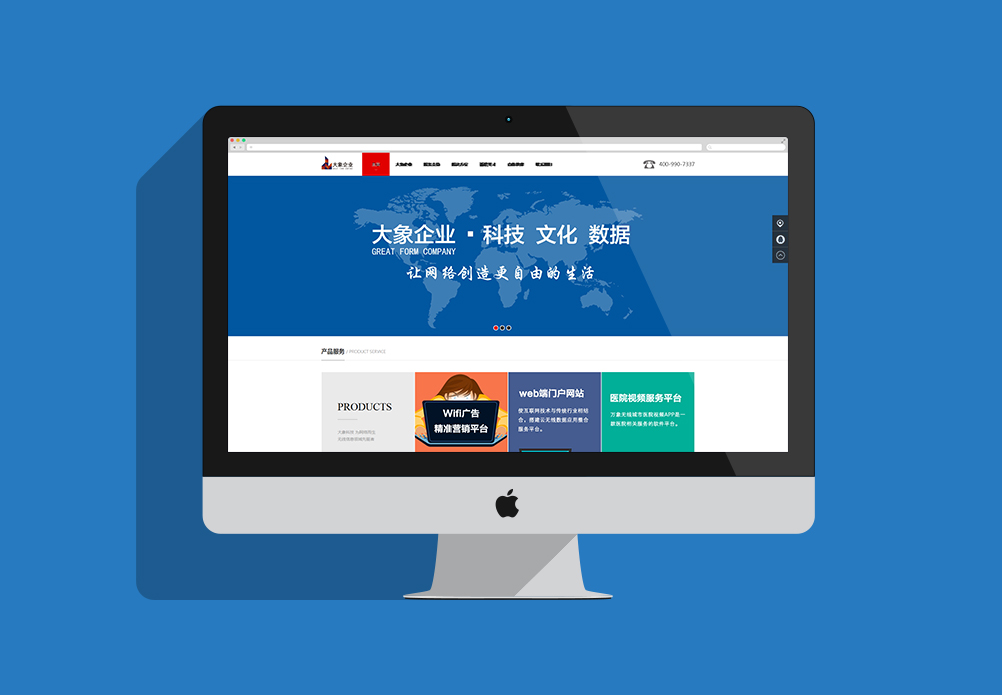 大象企业
400-990-7337
大象企业 · 科技 文化 数据
GREAT FORM COMPANY
让网络创造更自由的生活
产品服务 / PRODUCT SERVICE
PRODUCTS
Wifi广告
精准营销平台
web端门户网站
使互联网技术与传统行业相结
合，搭建云无线数据应用整合
服务平台。
医院视频服务平台
万象无线城市医院视频APP是一
款医院相关服务的软件平台。